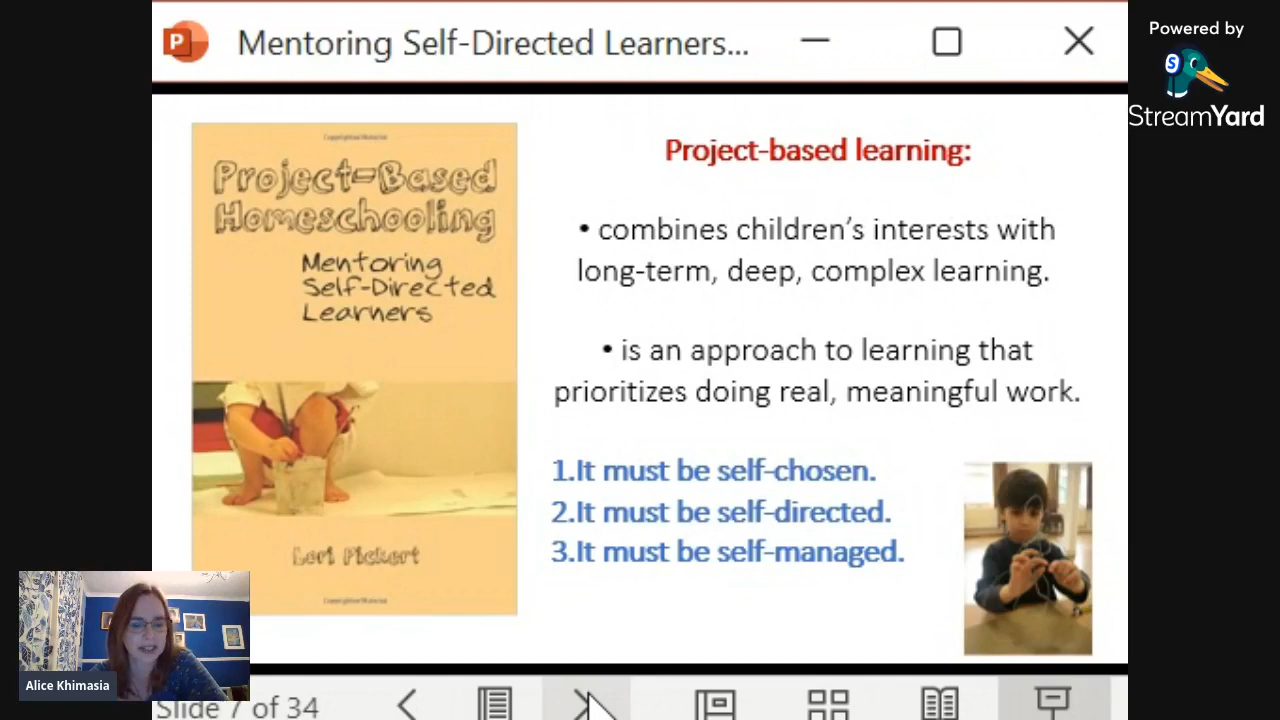 Mentoring Self-Directed Learners...
Powered by
StreamYard
Project-Based
Homeschooling
Mentoring
Self-Directed
Learners
Lori Pickert
Project-based learning:
• combines children's interests with
long-term, deep, complex learning.
• is an approach to learning that
prioritizes doing real, meaningful work.
1.It must be self-chosen.
2.It must be self-directed.
3.It must be self-managed.
Alice Khimasia
Slide 7 of 34